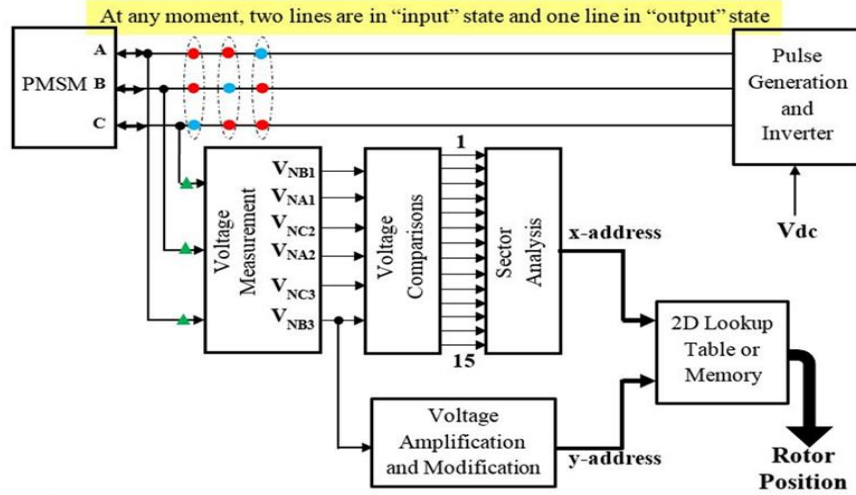 At any moment, two lines are in “input” state and one line in “output” state
PMSM
A
B
C
Pulse
Generation
and
Inverter
Vdc
Voltage
Measurement
VNB1
VNA1
VNC2
VNA2
VNC3
VNB3
Voltage
Comparisons
1
15
Sector
Analysis
x-address
2D Lookup
Table or
Memory
Voltage
Amplification
and Modification
y-address
Rotor
Position